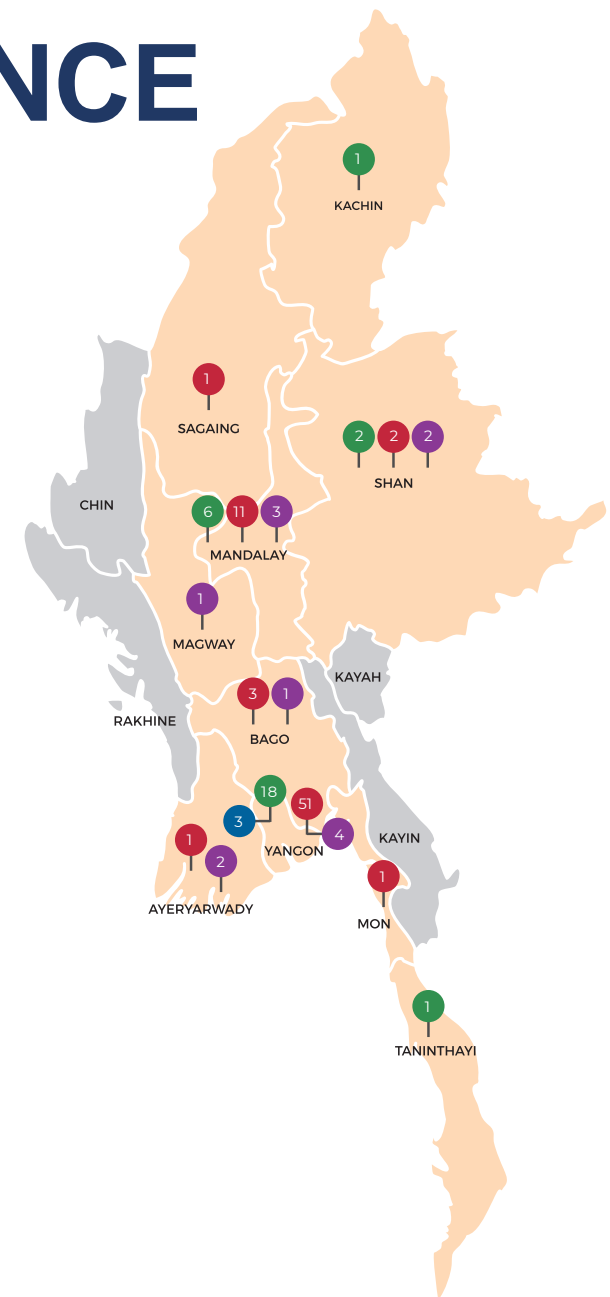 NCE
1
KACHIN
1
SAGAING
2 2 2
SHAN
CHIN
6 11 3
MANDALAY
1
MAGWAY
KAYAH
3 1
RAKHINE
BAGO
18
3
51
4
YANGON
KAYIN
1
2
AYERYARWADY
1
MON
1
TANINTHAYI